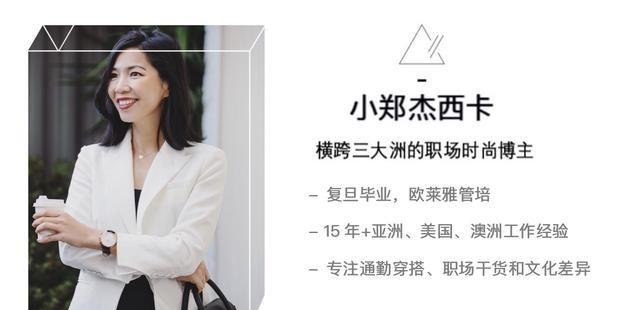 小郑杰西卡
横跨三大洲的职场时尚博主
– 复旦毕业，欧莱雅管培
– 15 年+亚洲、美国、澳洲工作经验
– 专注通勤穿搭、职场干货和文化差异